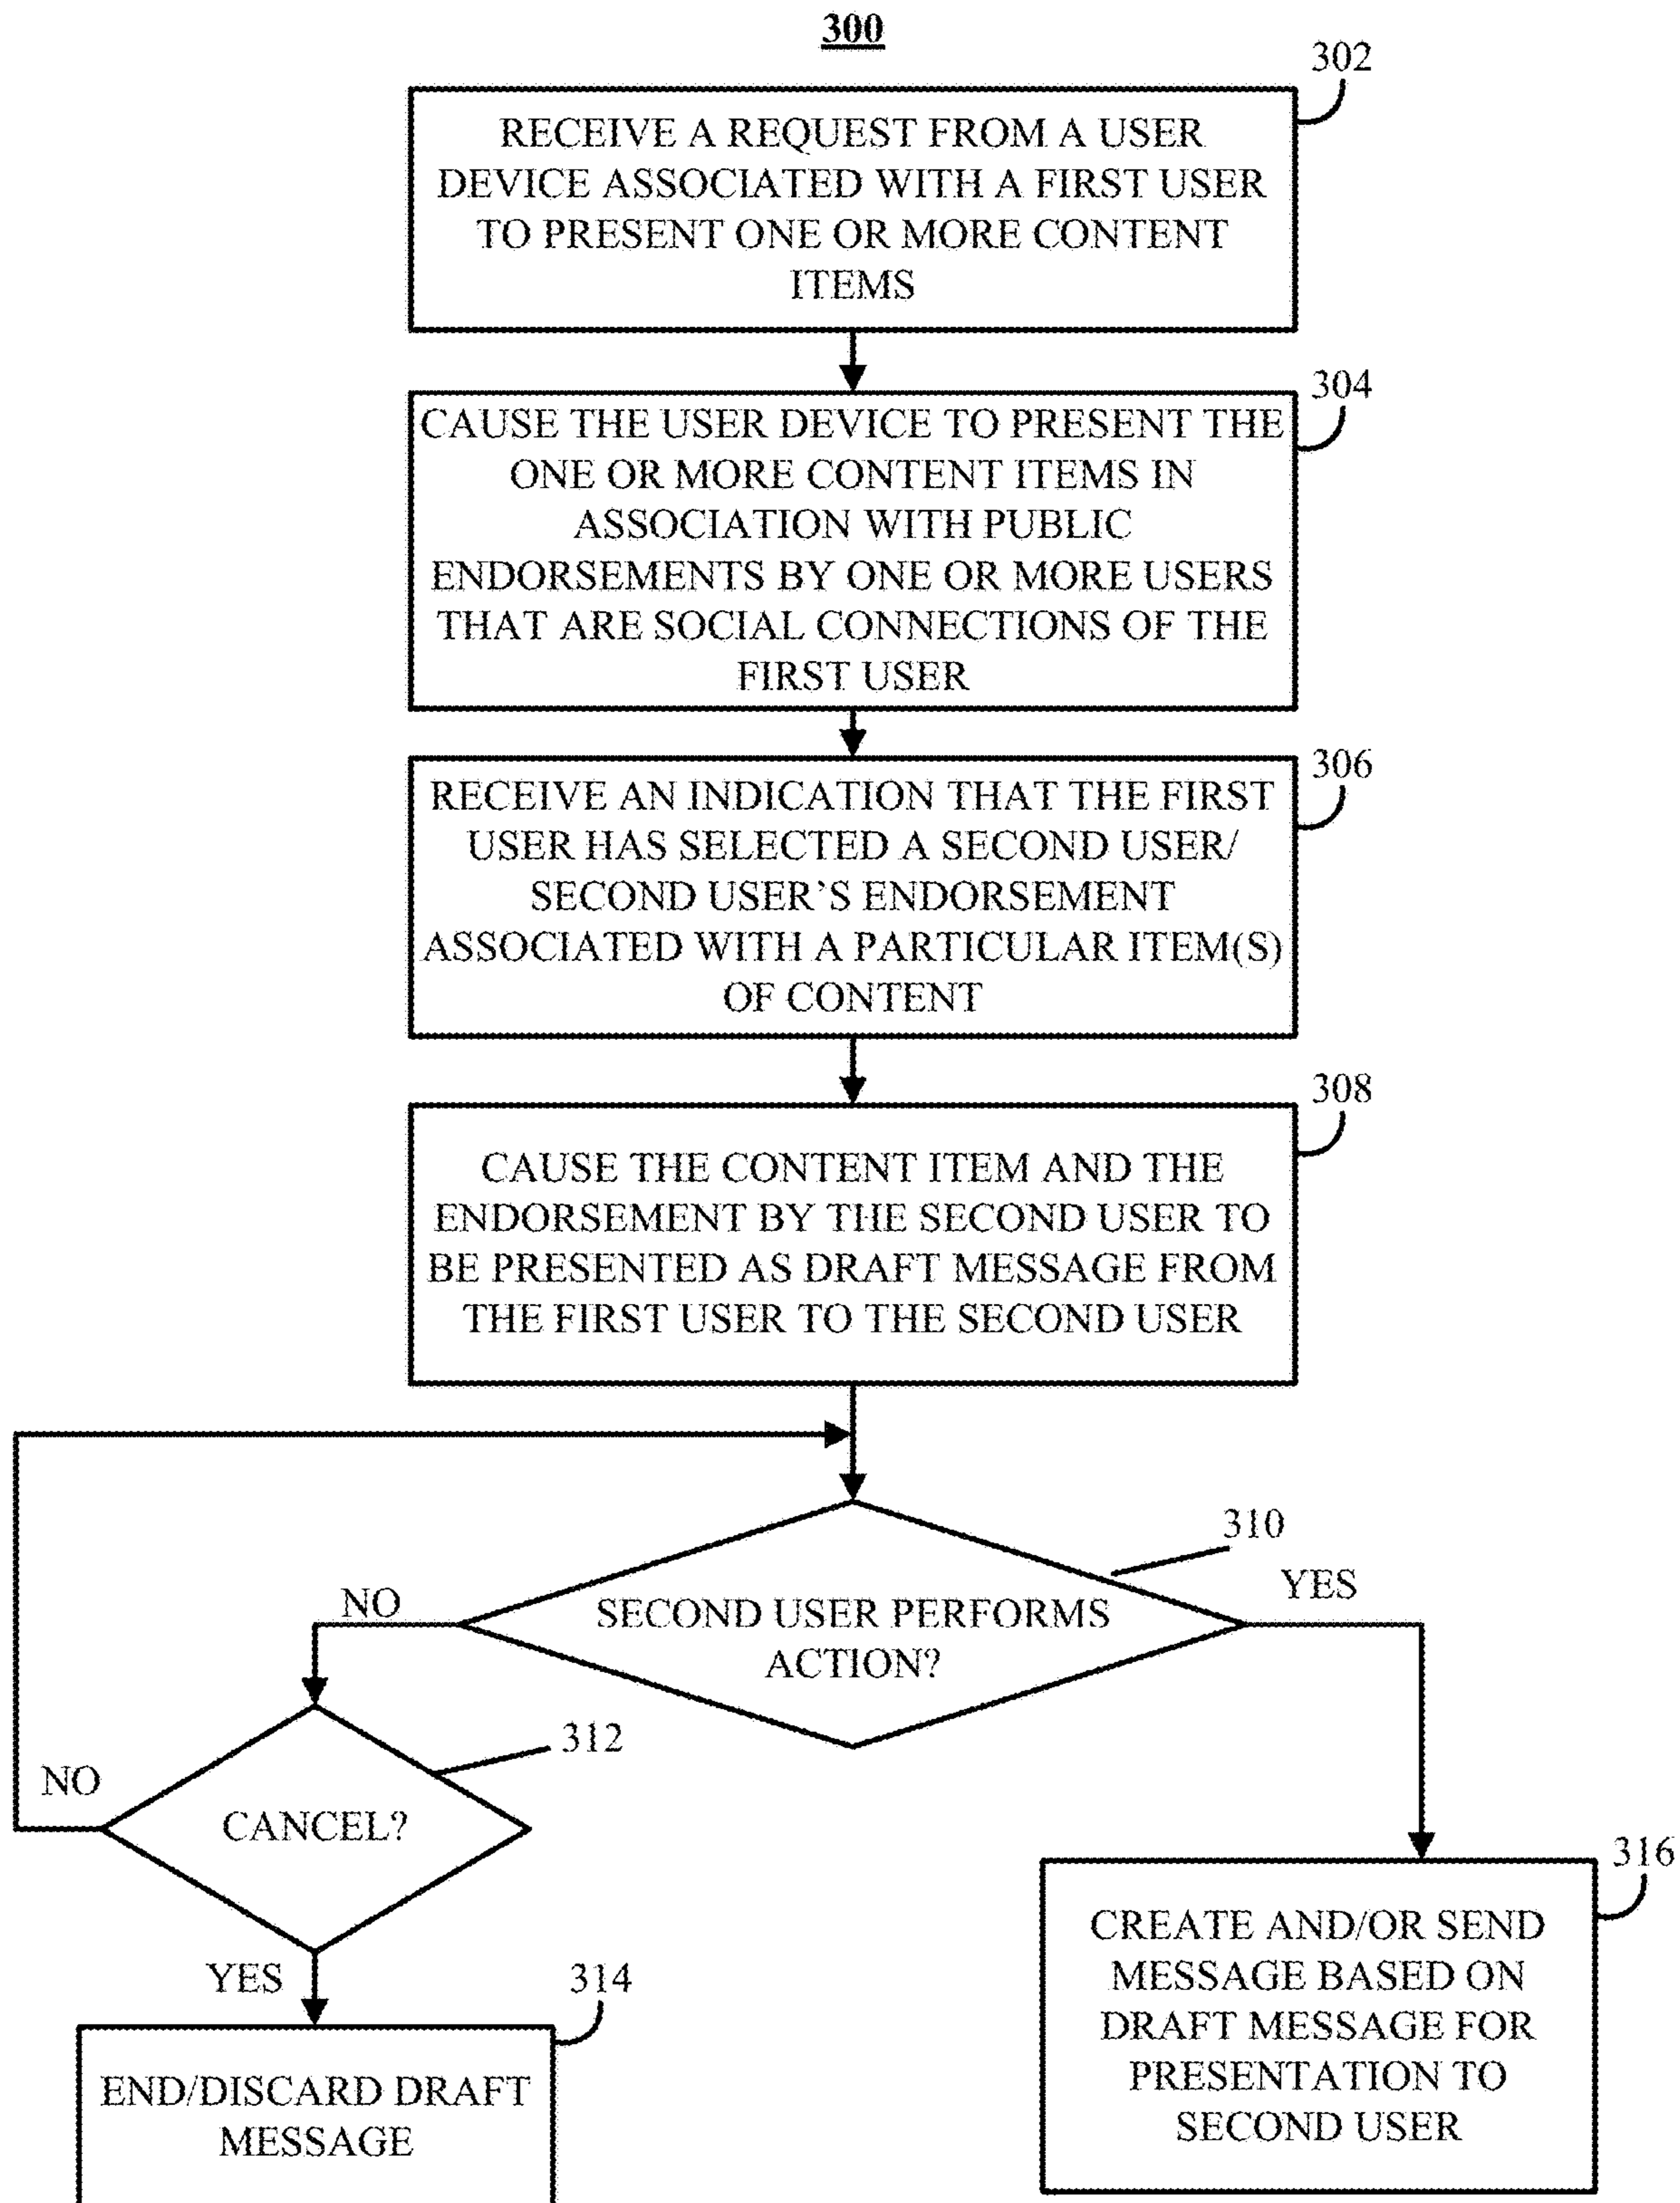 300
302
RECEIVE A REQUEST FROM A USER
DEVICE ASSOCIATED WITH A FIRST USER
TO PRESENT ONE OR MORE CONTENT
ITEMS
304
CAUSE THE USER DEVICE TO PRESENT THE
ONE OR MORE CONTENT ITEMS IN
ASSOCIATION WITH PUBLIC
ENDORSEMENTS BY ONE OR MORE USERS
THAT ARE SOCIAL CONNECTIONS OF THE
FIRST USER
306
RECEIVE AN INDICATION THAT THE FIRST
USER HAS SELECTED A SECOND USER/
SECOND USER'S ENDORSEMENT
ASSOCIATED WITH A PARTICULAR ITEM(S)
OF CONTENT
308
CAUSE THE CONTENT ITEM AND THE
ENDORSEMENT BY THE SECOND USER TO
BE PRESENTED AS DRAFT MESSAGE FROM
THE FIRST USER TO THE SECOND USER
310
NO
YES
SECOND USER PERFORMS
ACTION?
312
NO
CANCEL?
YES
314
END/DISCARD DRAFT
MESSAGE
316
CREATE AND/OR SEND
MESSAGE BASED ON
DRAFT MESSAGE FOR
PRESENTATION TO
SECOND USER